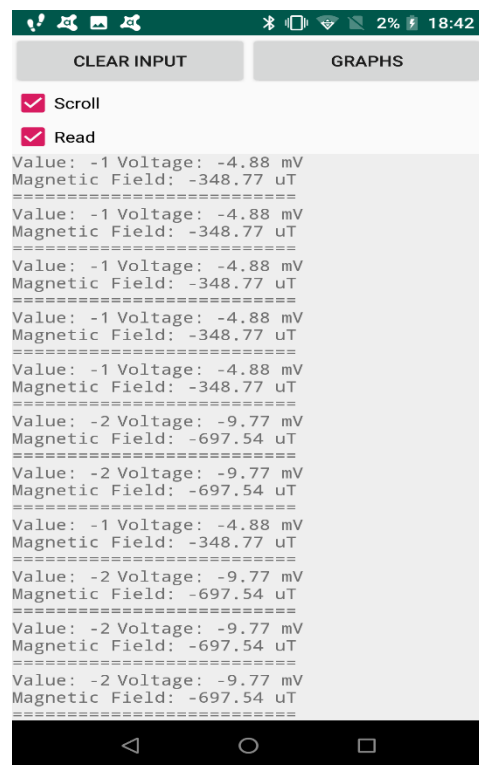 2% 18:42
CLEAR INPUT GRAPHS
Scroll
Read
Value: -1 Voltage: -4.88 mV
Magnetic Field: -348.77 uT
===========================
Value: -1 Voltage: -4.88 mV
Magnetic Field: -348.77 uT
===========================
Value: -1 Voltage: -4.88 mV
Magnetic Field: -348.77 uT
===========================
Value: -1 Voltage: -4.88 mV
Magnetic Field: -348.77 uT
===========================
Value: -1 Voltage: -4.88 mV
Magnetic Field: -348.77 uT
===========================
Value: -2 Voltage: -9.77 mV
Magnetic Field: -697.54 uT
===========================
Value: -2 Voltage: -9.77 mV
Magnetic Field: -697.54 uT
===========================
Value: -1 Voltage: -4.88 mV
Magnetic Field: -348.77 uT
===========================
Value: -2 Voltage: -9.77 mV
Magnetic Field: -697.54 uT
===========================
Value: -2 Voltage: -9.77 mV
Magnetic Field: -697.54 uT
===========================
Value: -2 Voltage: -9.77 mV
Magnetic Field: -697.54 uT
===========================